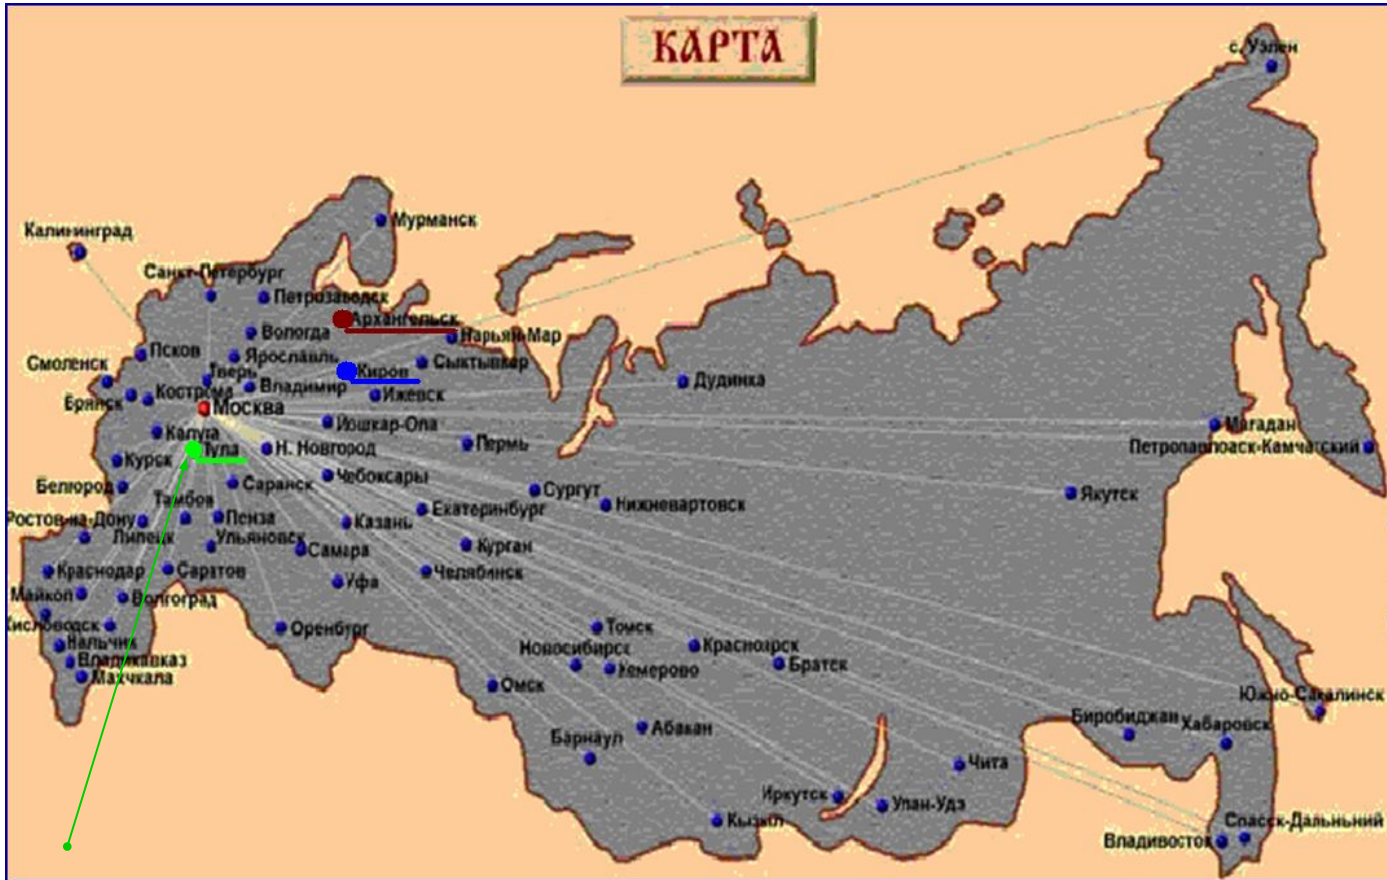 КАРТА
с. Уэлен
Мурманск
Калининград
Санкт-Петербург
Петрозаводск
Архангельск
Вологда
Нарьян-Мар
Псков
Ярославль
Сыктывкар
Смоленск
Тверь
Киров
Дудинка
Владимир
Кострома
Ижевск
Брянск
Москва
Йошкар-Ола
Магадан
Калуга
Пермь
Петропавлоаск-Камчатский
Тула
Н. Новгород
Курск
Чебоксары
Саранск
Белгород
Сургут
Якутск
Тамбов
Нижневартовск
Екатеринбург
Ростов-на-Дону
Пенза
Казань
Липецк
Ульяновск
Самара
Курган
Краснодар
Саратов
Челябинск
Уфа
Майкоп
Волгоград
Кисловодск
Оренбург
Томск
Нальчик
Новосибирск
Красноярск
Владикавказ
Кемерово
Братск
Махчкала
Омск
Южно-Сакалинск
Биробиджан
Хабаровск
Абакан
Барнаул
Чита
Иркутск
Улан-Удэ
Кызыл
Спасск-Дальньний
Владивосток